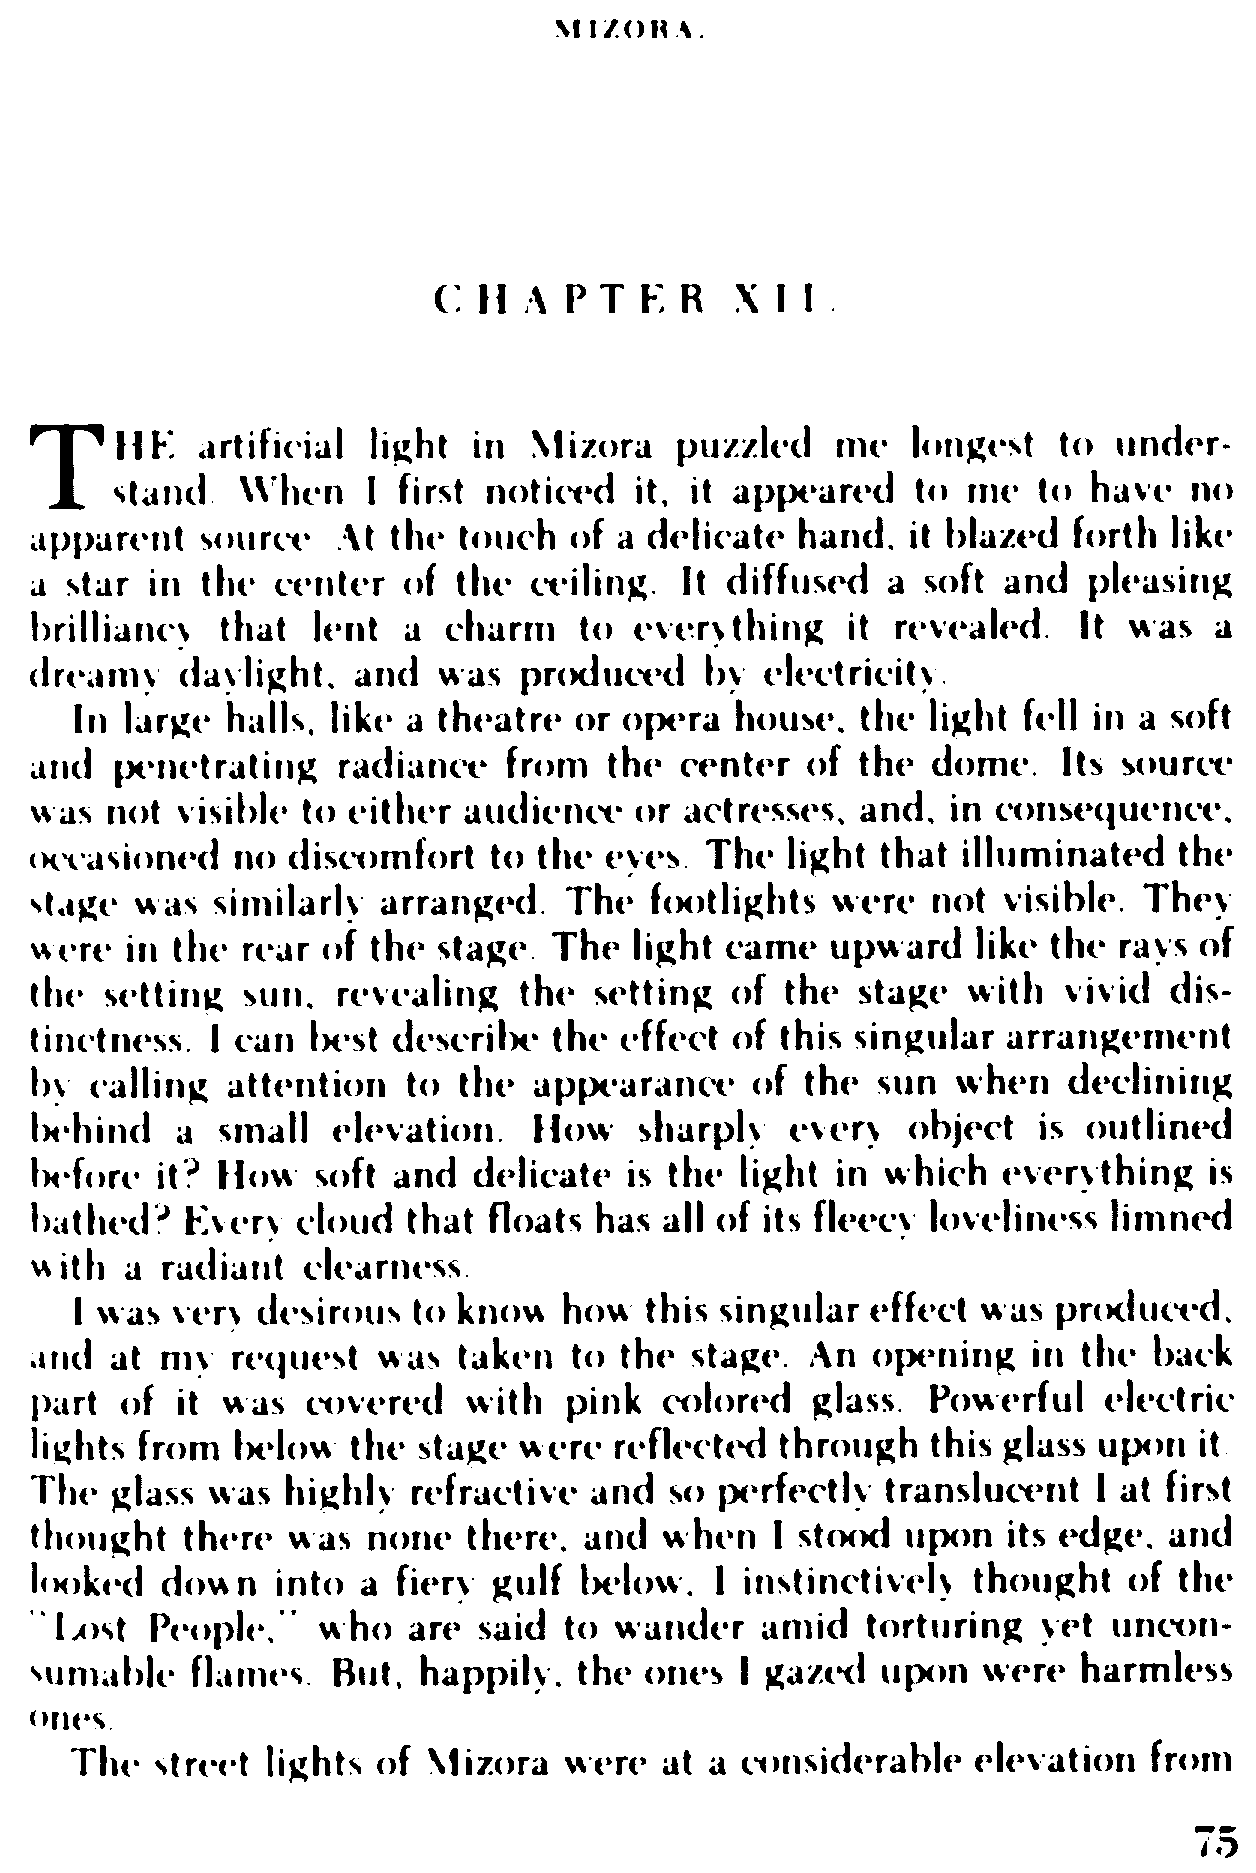 MIZORA.
CHAPTER XII.
THE artificial light in Mizora puzzled me longest to under-
stand. When I first noticed it, it appeared to me to have no
apparent source. At the touch of a delicate hand, it blazed forth like
a star in the center of the ceiling. It diffused a soft and pleasing
brilliancy that lent a charm to everything it revealed. It was a
dreamy daylight, and was produced by electricity.
In large halls, like a theatre or opera house, the light fell in a soft
and penetrating radiance from the center of the dome. Its source
was not visible to either audience or actresses, and, in consequence,
occasioned no discomfort to the eyes. The light that illuminated the
stage was similarly arranged. The footlights were not visible. They
were in the rear of the stage. The light came upward like the rays of
the setting sun, revealing the setting of the stage with vivid dis-
tinctness. I can best describe the effect of this singular arrangement
by calling attention to the appearance of the sun when declining
behind a small elevation. How sharply every object is outlined
before it? How soft and delicate is the light in which everything is
bathed? Every cloud that floats has all of its fleecy loveliness limned
with a radiant clearness.
I was very desirous to know how this singular effect was produced,
and at my request was taken to the stage. An opening in the back
part of it was covered with pink colored glass. Powerful electric
lights from below the stage were reflected through this glass upon it.
The glass was highly refractive and so perfectly translucent I at first
thought there was none there, and when I stood upon its edge, and
looked down into a fiery gulf below, I instinctively thought of the
"Lost People," who are said to wander amid torturing yet uncon-
sumable flames. But, happily, the ones I gazed upon were harmless
ones.
The street lights of Mizora were at a considerable elevation from
75